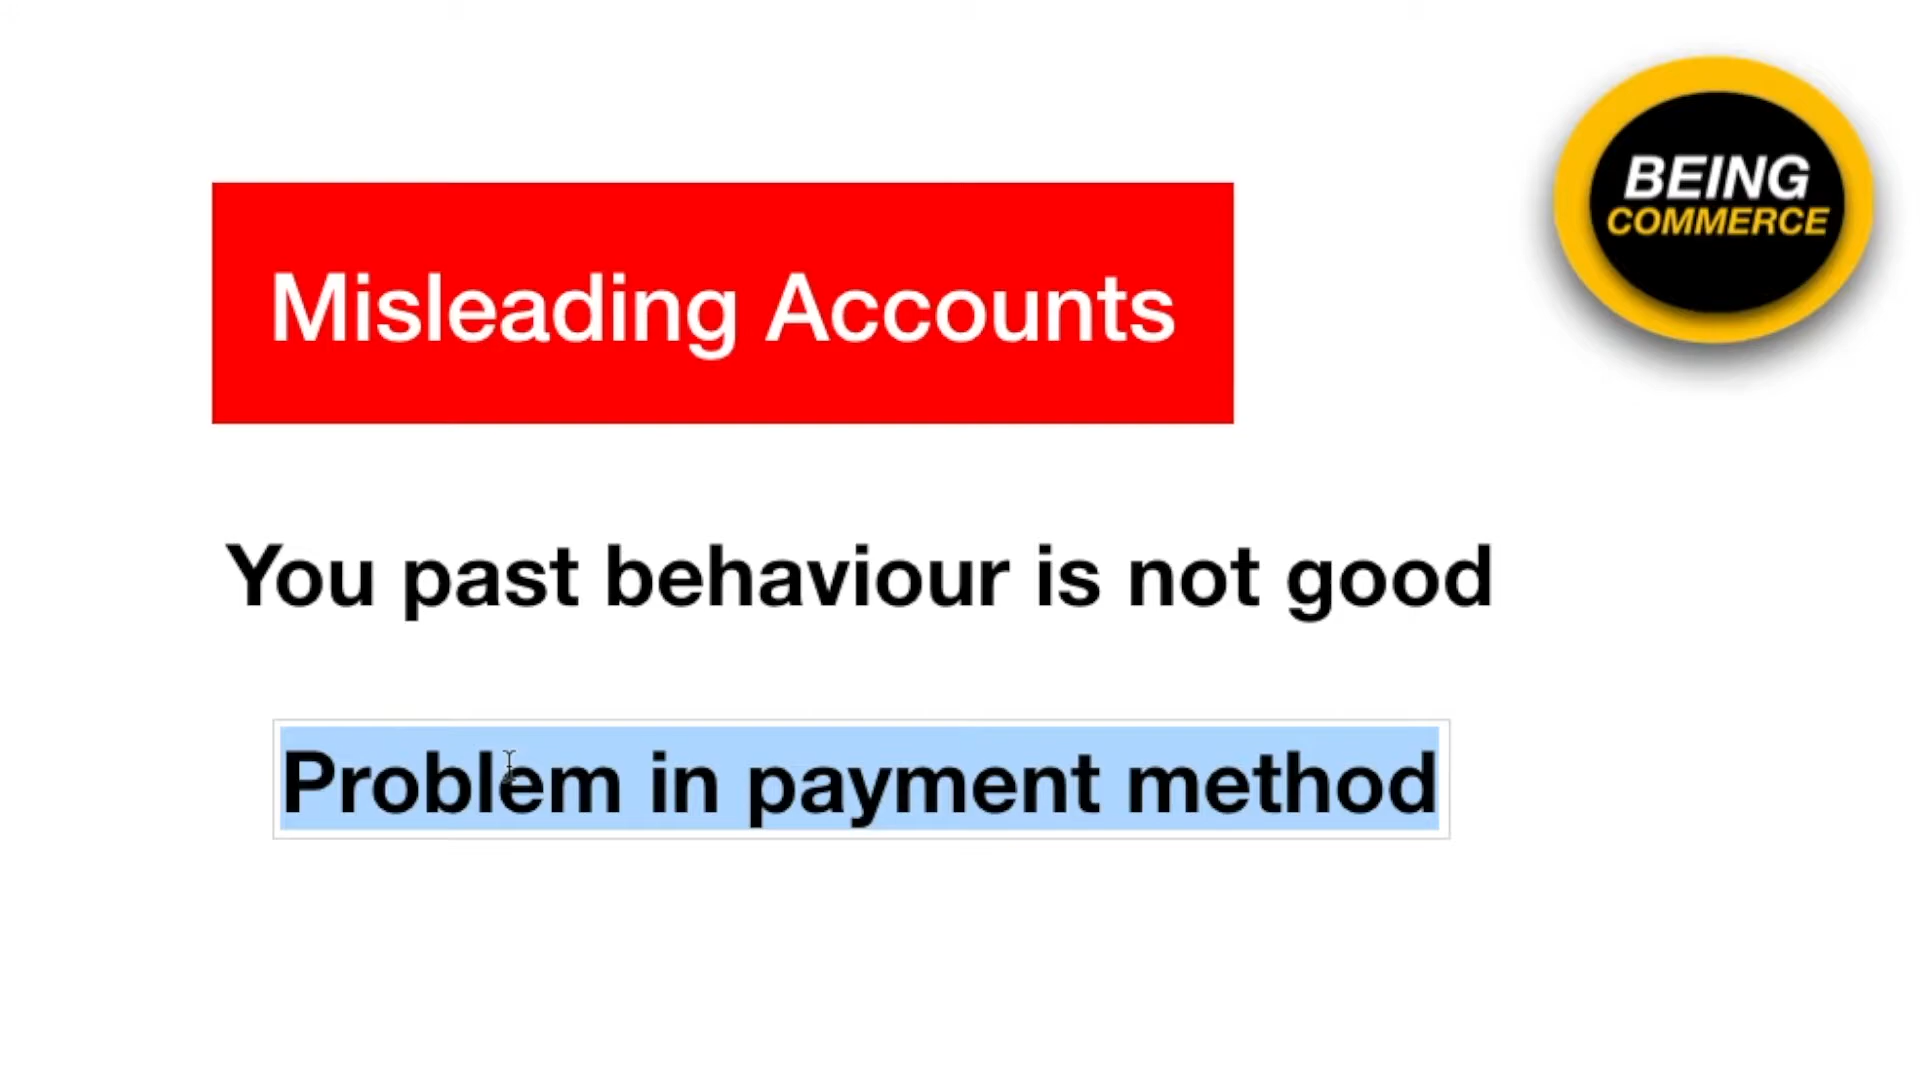 BEING
COMMERCE
Misleading Accounts
You past behaviour is not good
Problem in payment method